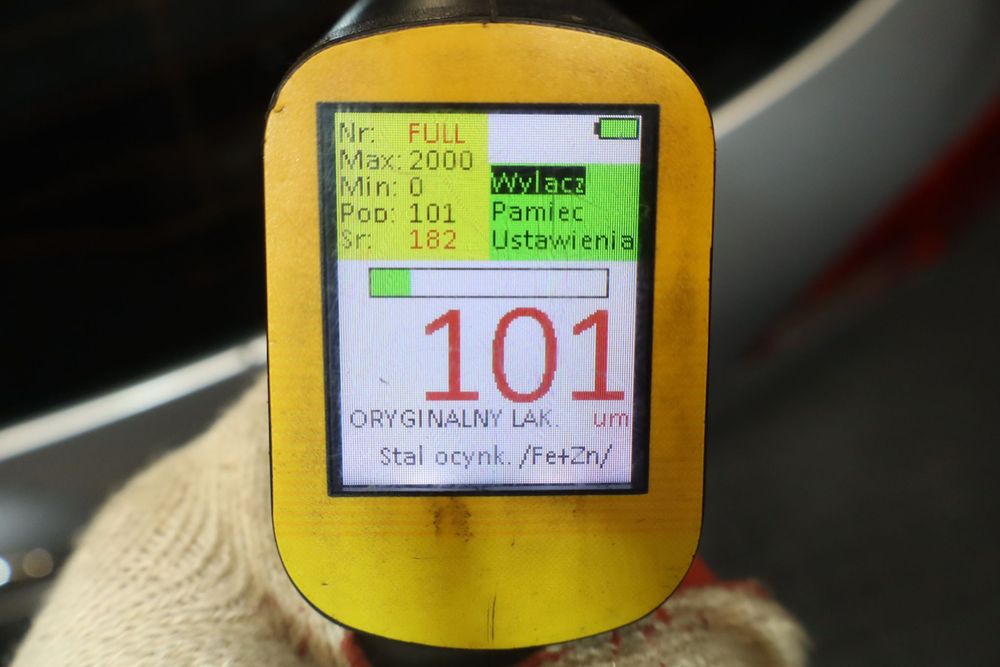 Nr: FULL
Max: 2000
Min: 0
Pop: 101
Sr: 182
Wylacz
Pamiec
Ustawienia
101
ORYGINALNY LAK. um
Stal ocynk. /Fe+Zn/